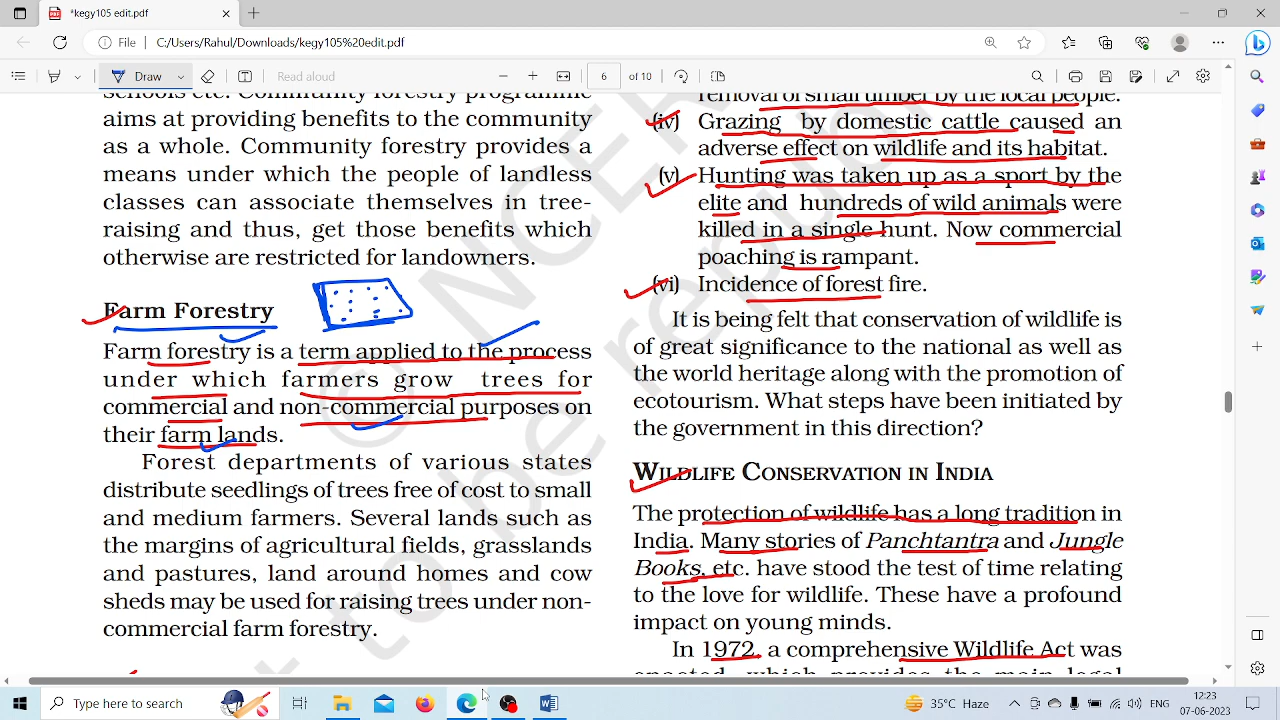 *kegy105 edit.pdf
File
C:/Users/Rahul/Downloads/kegy105%20edit.pdf
Draw
Read aloud
6
of 10
schools etc. Community forestry programme
aims at providing benefits to the community
as a whole. Community forestry provides a
means under which the people of landless
classes can associate themselves in tree-
raising and thus, get those benefits which
otherwise are restricted for landowners.
Farm Forestry
Farm forestry is a term applied to the process
under which farmers grow trees for
commercial and non-commercial purposes on
their farm lands.
Forest departments of various states
distribute seedlings of trees free of cost to small
and medium farmers. Several lands such as
the margins of agricultural fields, grasslands
and pastures, land around homes and cow
sheds may be used for raising trees under non-
commercial farm forestry.
removal of small timber by the local people.
(iv) Grazing by domestic cattle caused an
adverse effect on wildlife and its habitat.
(v) Hunting was taken up as a sport by the
elite and hundreds of wild animals were
killed in a single hunt. Now commercial
poaching is rampant.
(vi) Incidence of forest fire.
It is being felt that conservation of wildlife is
of great significance to the national as well as
the world heritage along with the promotion of
ecotourism. What steps have been initiated by
the government in this direction?
WILDLIFE CONSERVATION IN INDIA
The protection of wildlife has a long tradition in
India. Many stories of Panchtantra and Jungle
Books, etc. have stood the test of time relating
to the love for wildlife. These have a profound
impact on young minds.
In 1972, a comprehensive Wildlife Act was
enacted, which provides the main legal
© NCERT
not to be republished
Type here to search
35°C Haze
ENG
12:23
07-06-2023